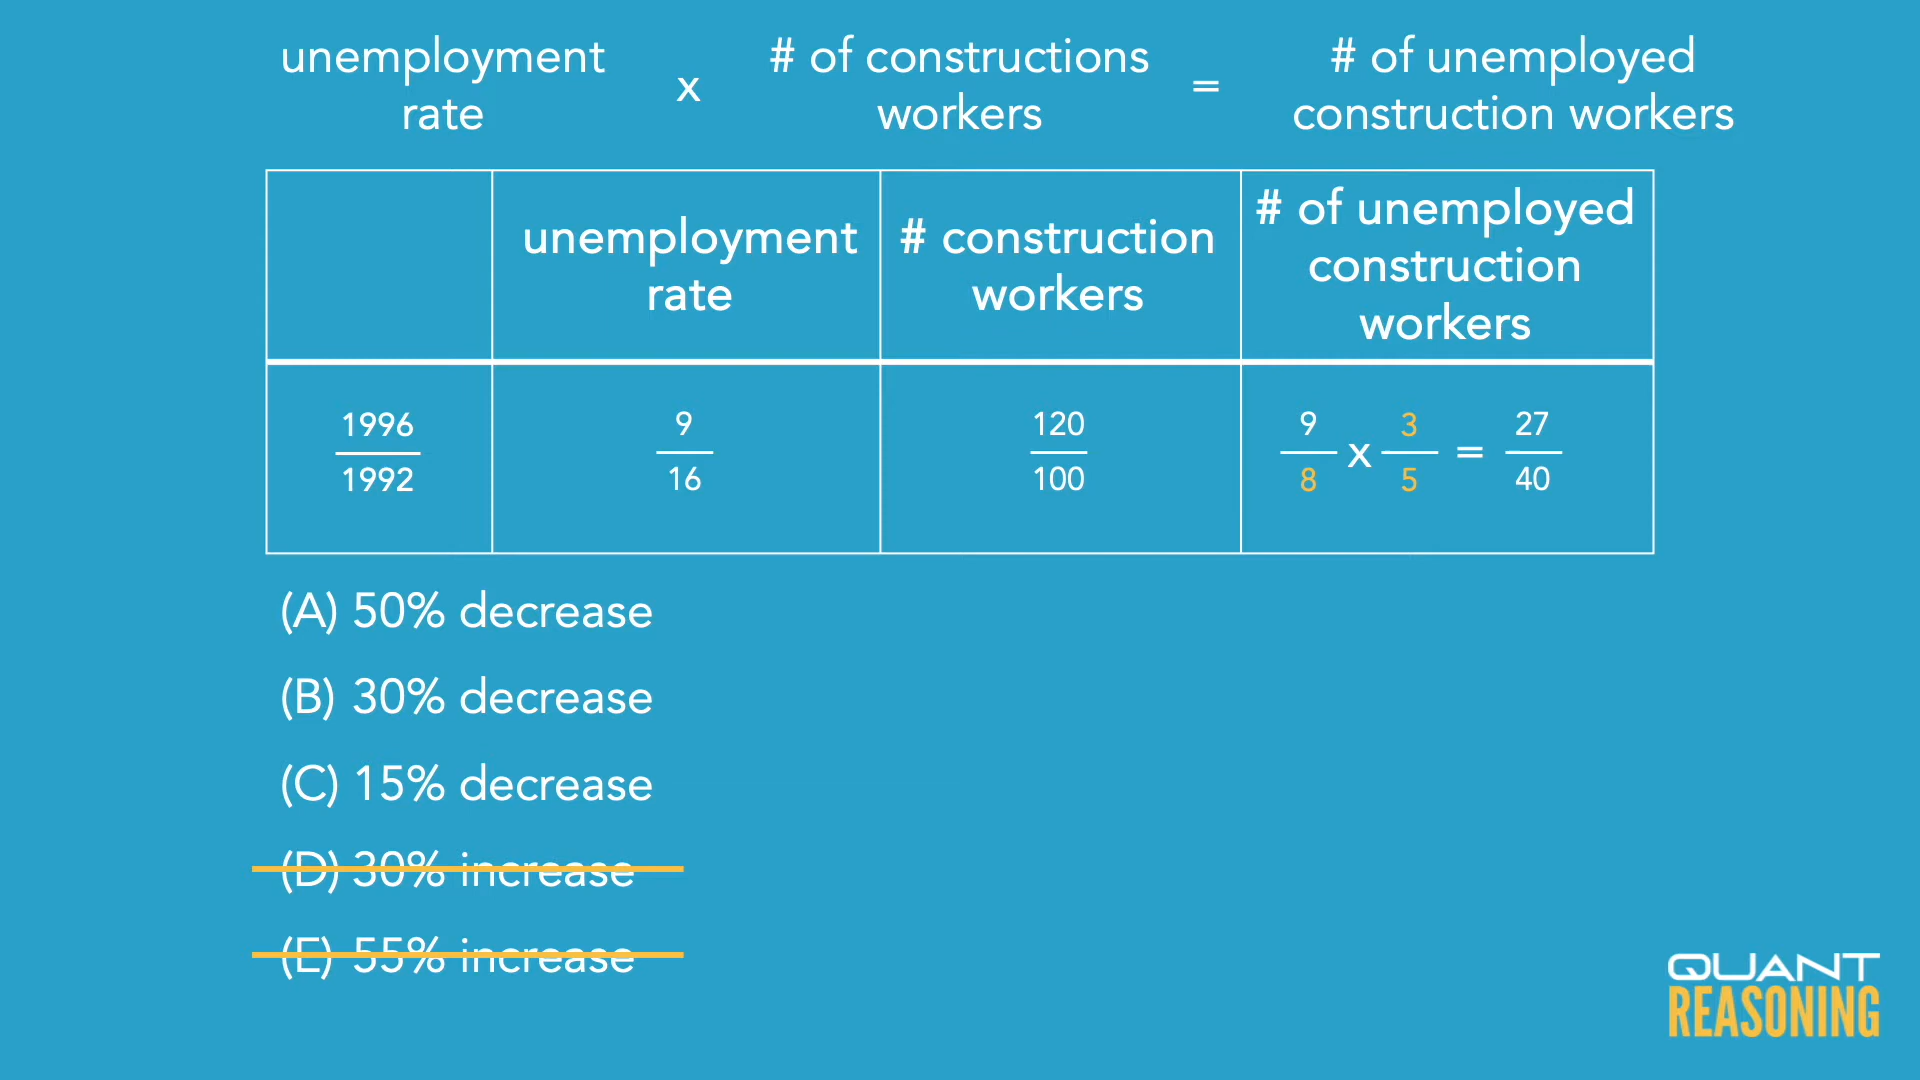 unemployment
rate
x
# of constructions
workers
=
# of unemployed
construction workers
unemployment
rate
# construction
workers
# of unemployed
construction
workers
1996
1992
9
16
120
100
9
8
x
3
5
=
27
40
(A) 50% decrease
(B) 30% decrease
(C) 15% decrease
(D) 30% increase
(E) 55% increase
QUANT
REASONING